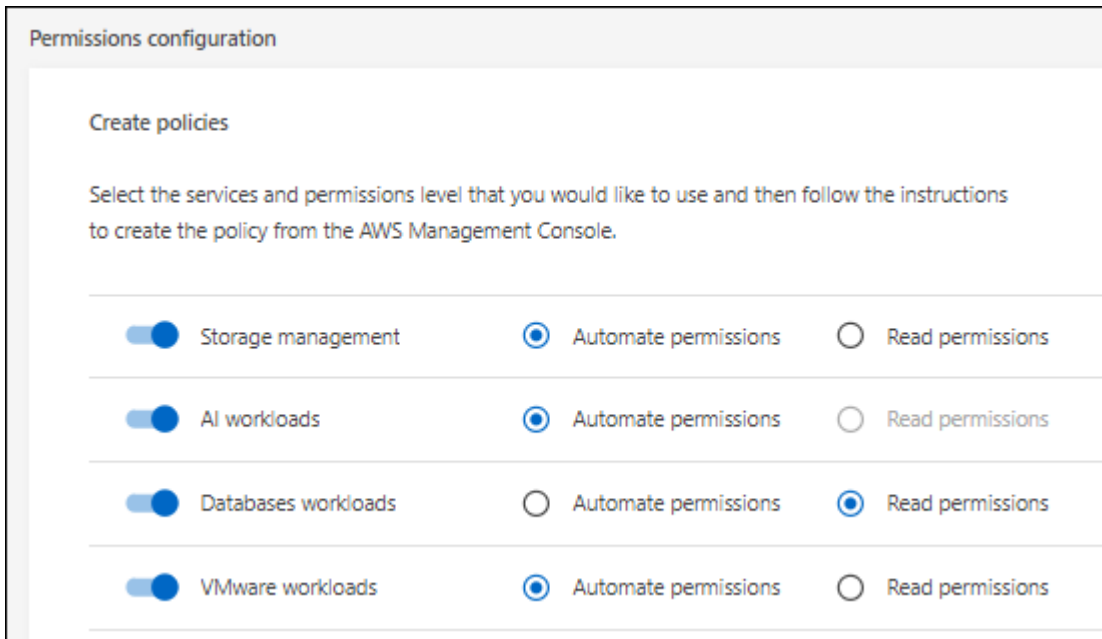 Permissions configuration
Create policies
Select the services and permissions level that you would like to use and then follow the instructions
to create the policy from the AWS Management Console.
Storage management Automate permissions Read permissions
AI workloads Automate permissions Read permissions
Databases workloads Automate permissions Read permissions
VMware workloads Automate permissions Read permissions